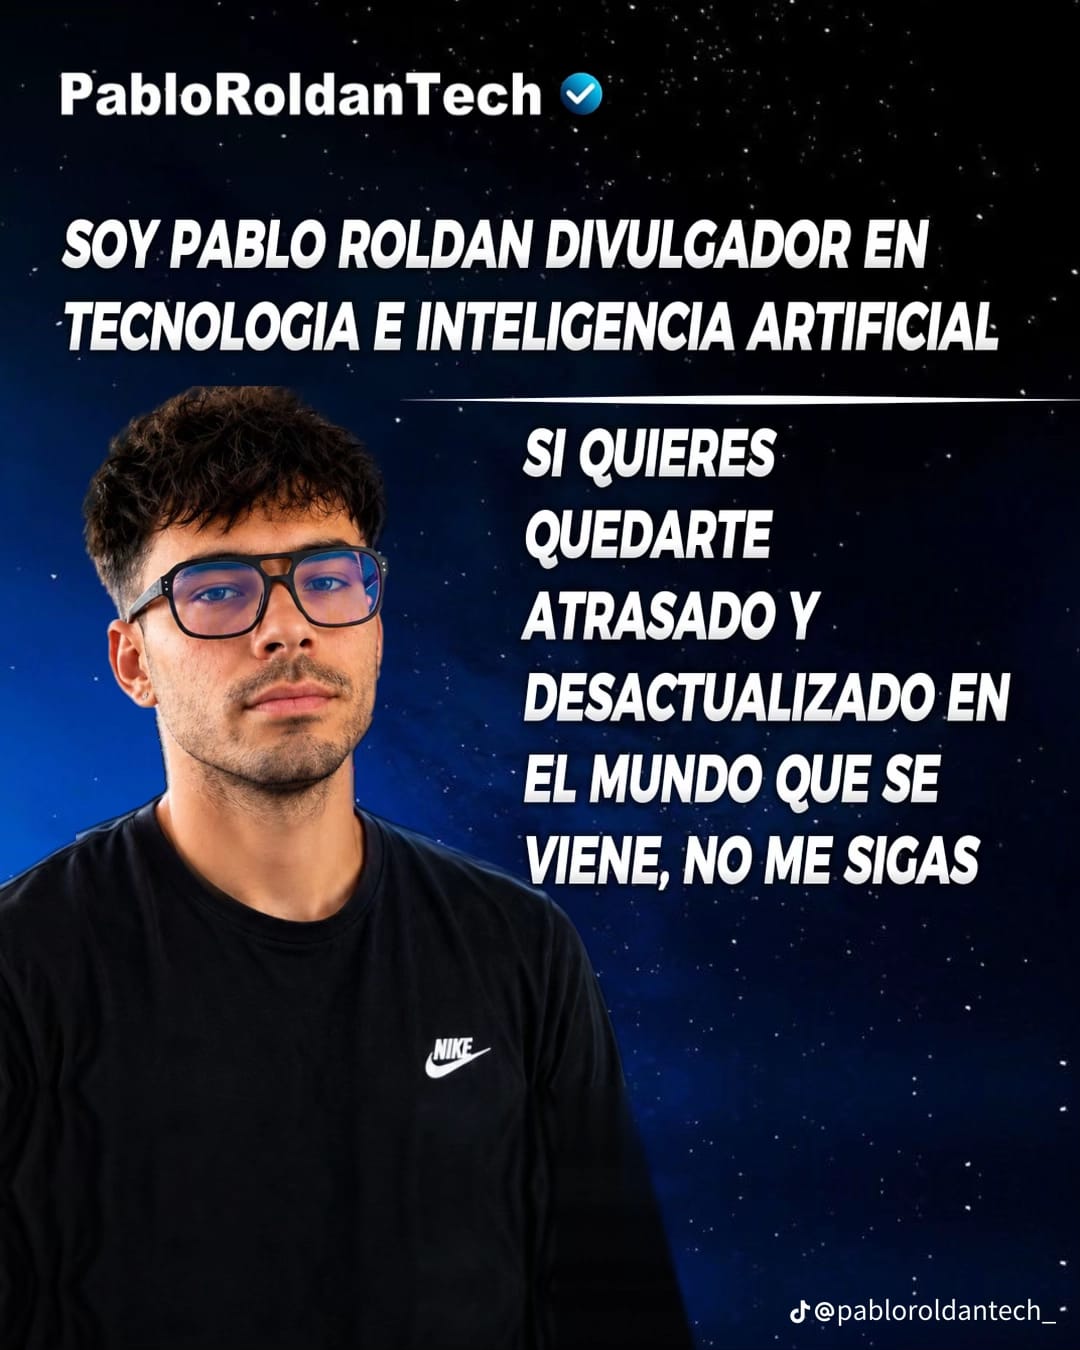 PabloRoldanTech
SOY PABLO ROLDAN DIVULGADOR EN
TECNOLOGIA E INTELIGENCIA ARTIFICIAL
SI QUIERES
QUEDARTE
ATRASADO Y
DESACTUALIZADO EN
EL MUNDO QUE SE
VIENE, NO ME SIGAS
NIKE
@pabloroldantech_